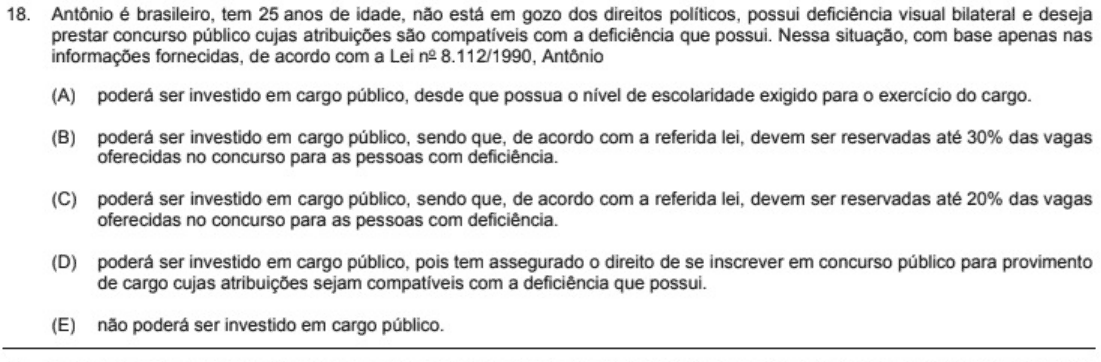 18. Antônio é brasileiro, tem 25 anos de idade, não está em gozo dos direitos políticos, possui deficiência visual bilateral e deseja
prestar concurso público cujas atribuições são compatíveis com a deficiência que possui. Nessa situação, com base apenas nas
informações fornecidas, de acordo com a Lei nº 8.112/1990, Antônio
(A) poderá ser investido em cargo público, desde que possua o nível de escolaridade exigido para o exercício do cargo.
(B) poderá ser investido em cargo público, sendo que, de acordo com a referida lei, devem ser reservadas até 30% das vagas
oferecidas no concurso para as pessoas com deficiência.
(C) poderá ser investido em cargo público, sendo que, de acordo com a referida lei, devem ser reservadas até 20% das vagas
oferecidas no concurso para as pessoas com deficiência.
(D) poderá ser investido em cargo público, pois tem assegurado o direito de se inscrever em concurso público para provimento
de cargo cujas atribuições sejam compatíveis com a deficiência que possui.
(E) não poderá ser investido em cargo público.